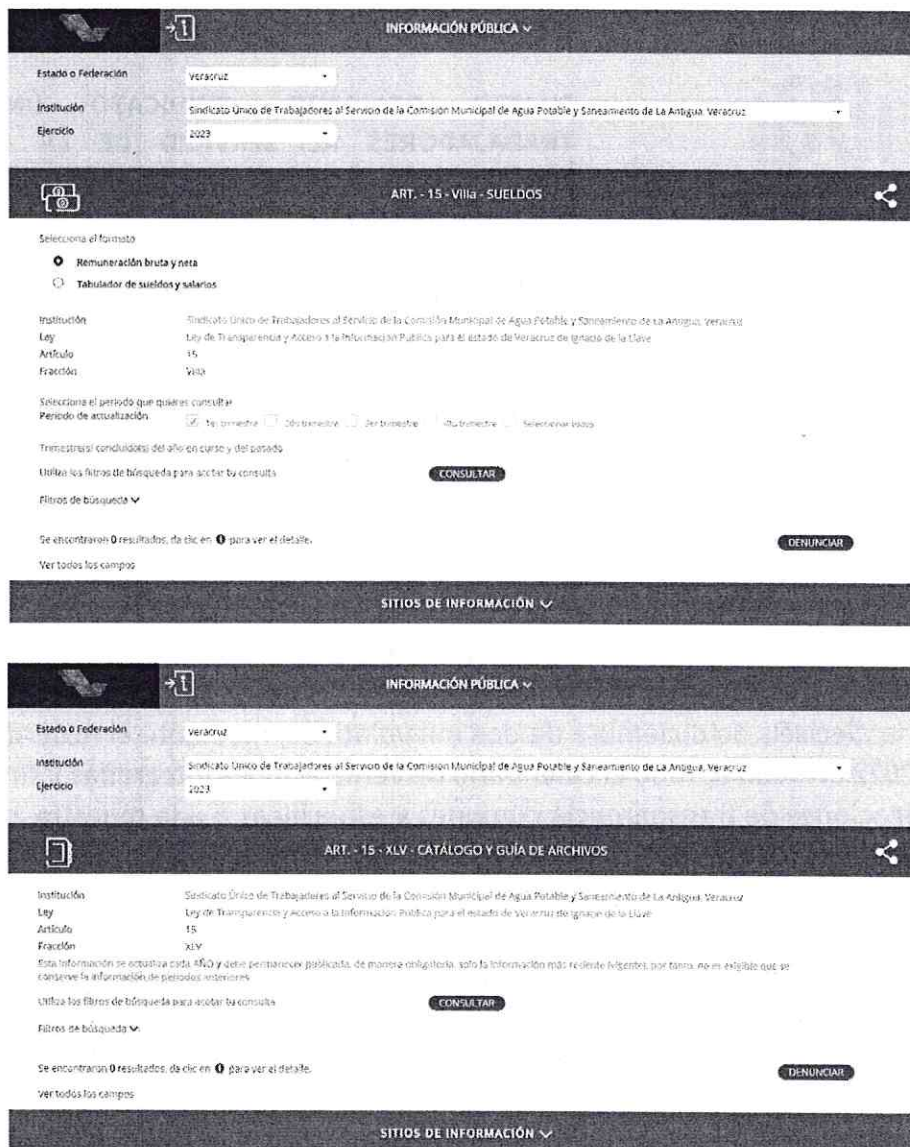 INFORMACIÓN PÚBLICA
Estado o Federación Veracruz
Institución Sindicato Único de Trabajadores al Servicio de la Comisión Municipal de Agua Potable y Saneamiento de La Antigua, Veracruz
Ejercicio 2023
ART. - 15 - VIIIa - SUELDOS
Selecciona el formato
Remuneración bruta y neta
Tabulador de sueldos y salarios
Institución Sindicato Único de Trabajadores al Servicio de la Comisión Municipal de Agua Potable y Saneamiento de La Antigua, Veracruz
Ley Ley de Transparencia y Acceso a la Información Pública para el estado de Veracruz de Ignacio de la Llave
Artículo 15
Fracción VIIIa
Selecciona el periodo que quieres consultar
Periodo de actualización 1er trimestre 2do trimestre 3er trimestre 4to trimestre Seleccionar todos
Trimestre(s) concluido(s) del año en curso y del pasado
Utiliza los filtros de búsqueda para acotar tu consulta CONSULTAR
Filtros de búsqueda
Se encontraron 0 resultados, da clic en para ver el detalle. DENUNCIAR
Ver todos los campos
SITIOS DE INFORMACIÓN
INFORMACIÓN PÚBLICA
Estado o Federación Veracruz
Institución Sindicato Único de Trabajadores al Servicio de la Comisión Municipal de Agua Potable y Saneamiento de La Antigua, Veracruz
Ejercicio 2023
ART. - 15 - XLV - CATÁLOGO Y GUÍA DE ARCHIVOS
Institución Sindicato Único de Trabajadores al Servicio de la Comisión Municipal de Agua Potable y Saneamiento de La Antigua, Veracruz
Ley Ley de Transparencia y Acceso a la Información Pública para el estado de Veracruz de Ignacio de la Llave
Artículo 15
Fracción XLV
Esta información se actualiza cada AÑO y debe permanecer publicada, de manera obligatoria, solo la información más reciente (vigente), por tanto, no es exigible que se
conserve la información de periodos anteriores
Utiliza los filtros de búsqueda para acotar tu consulta CONSULTAR
Filtros de búsqueda
Se encontraron 0 resultados, da clic en para ver el detalle. DENUNCIAR
Ver todos los campos
SITIOS DE INFORMACIÓN